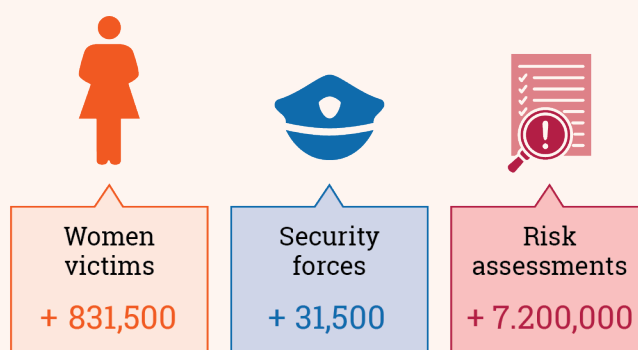 Women
victims
+ 831,500
Security
forces
+ 31,500
Risk
assessments
+ 7.200,000